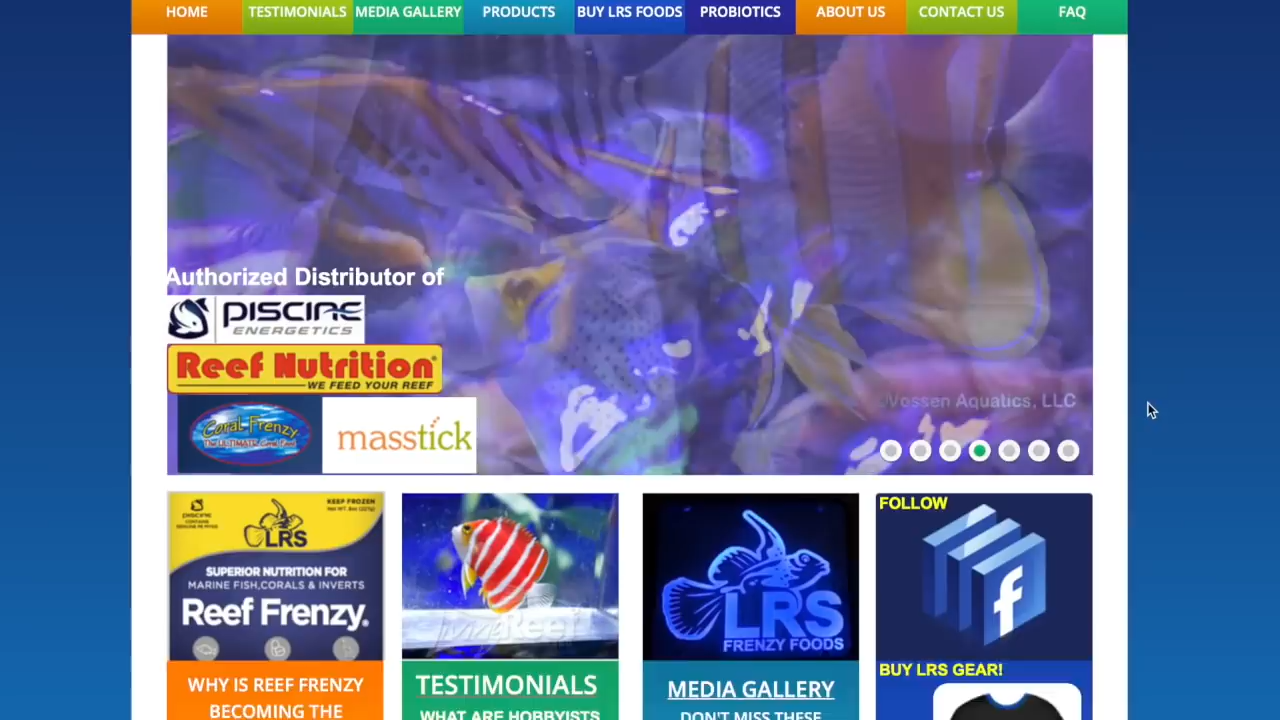 HOME
TESTIMONIALS
MEDIA GALLERY
PRODUCTS
BUY LRS FOODS
PROBIOTICS
ABOUT US
CONTACT US
FAQ
Authorized Distributor of
PISCINE
ENERGETICS
Reef Nutrition®
WE FEED YOUR REEF
Coral Frenzy
The ULTIMATE Coral Food
masstick
Vossen Aquatics, LLC
PISCINE
KEEP FROZEN
Net WT. 8oz (227g)
LRS
SUPERIOR NUTRITION FOR
MARINE FISH,CORALS & INVERTS
Reef Frenzy®
WHY IS REEF FRENZY
BECOMING THE
TESTIMONIALS
WHAT ARE HOBBYISTS
LRS
FRENZY FOODS
MEDIA GALLERY
DON'T MISS THESE
FOLLOW
f
BUY LRS GEAR!